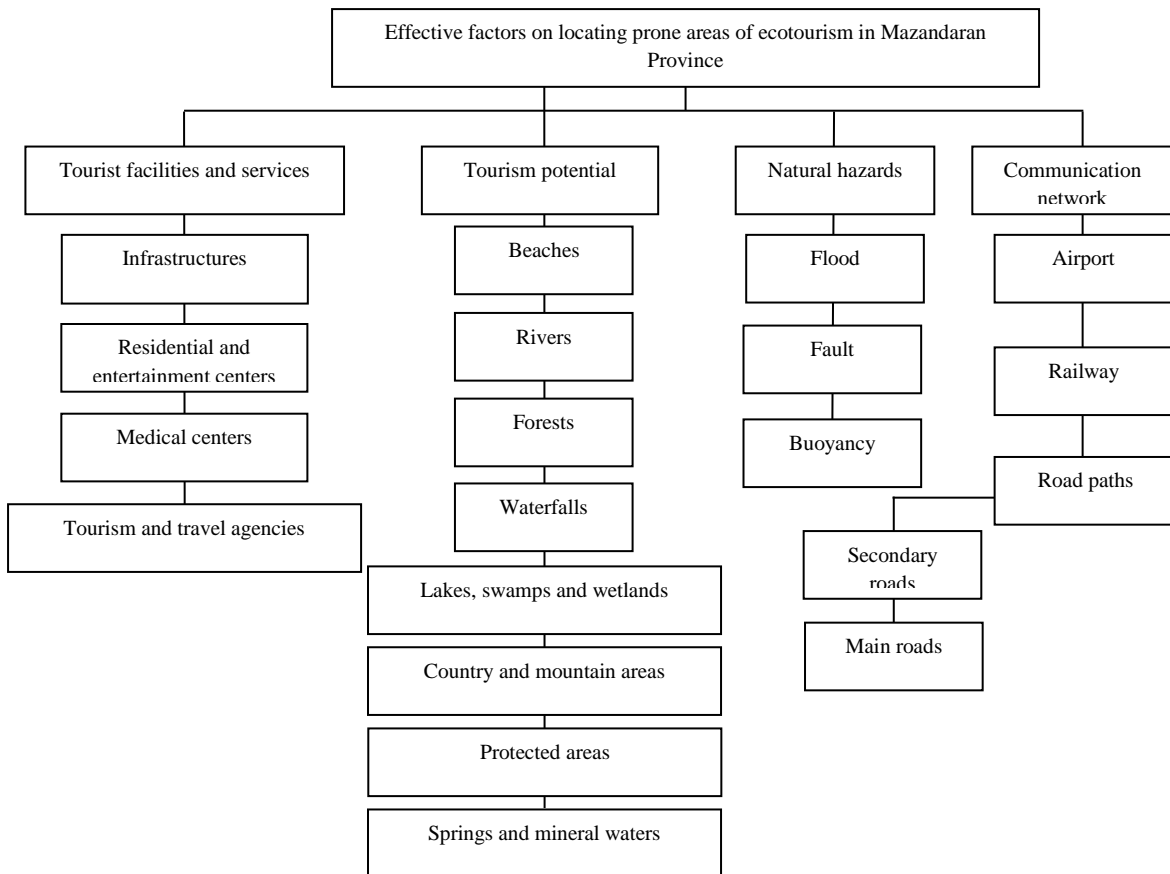 Effective factors on locating prone areas of ecotourism in Mazandaran
Province
Tourist facilities and services
Tourism potential
Natural hazards
Communication
network
Infrastructures
Residential and
entertainment centers
Medical centers
Tourism and travel agencies
Beaches
Rivers
Forests
Waterfalls
Lakes, swamps and wetlands
Country and mountain areas
Protected areas
Springs and mineral waters
Flood
Fault
Buoyancy
Airport
Railway
Road paths
Secondary
roads
Main roads